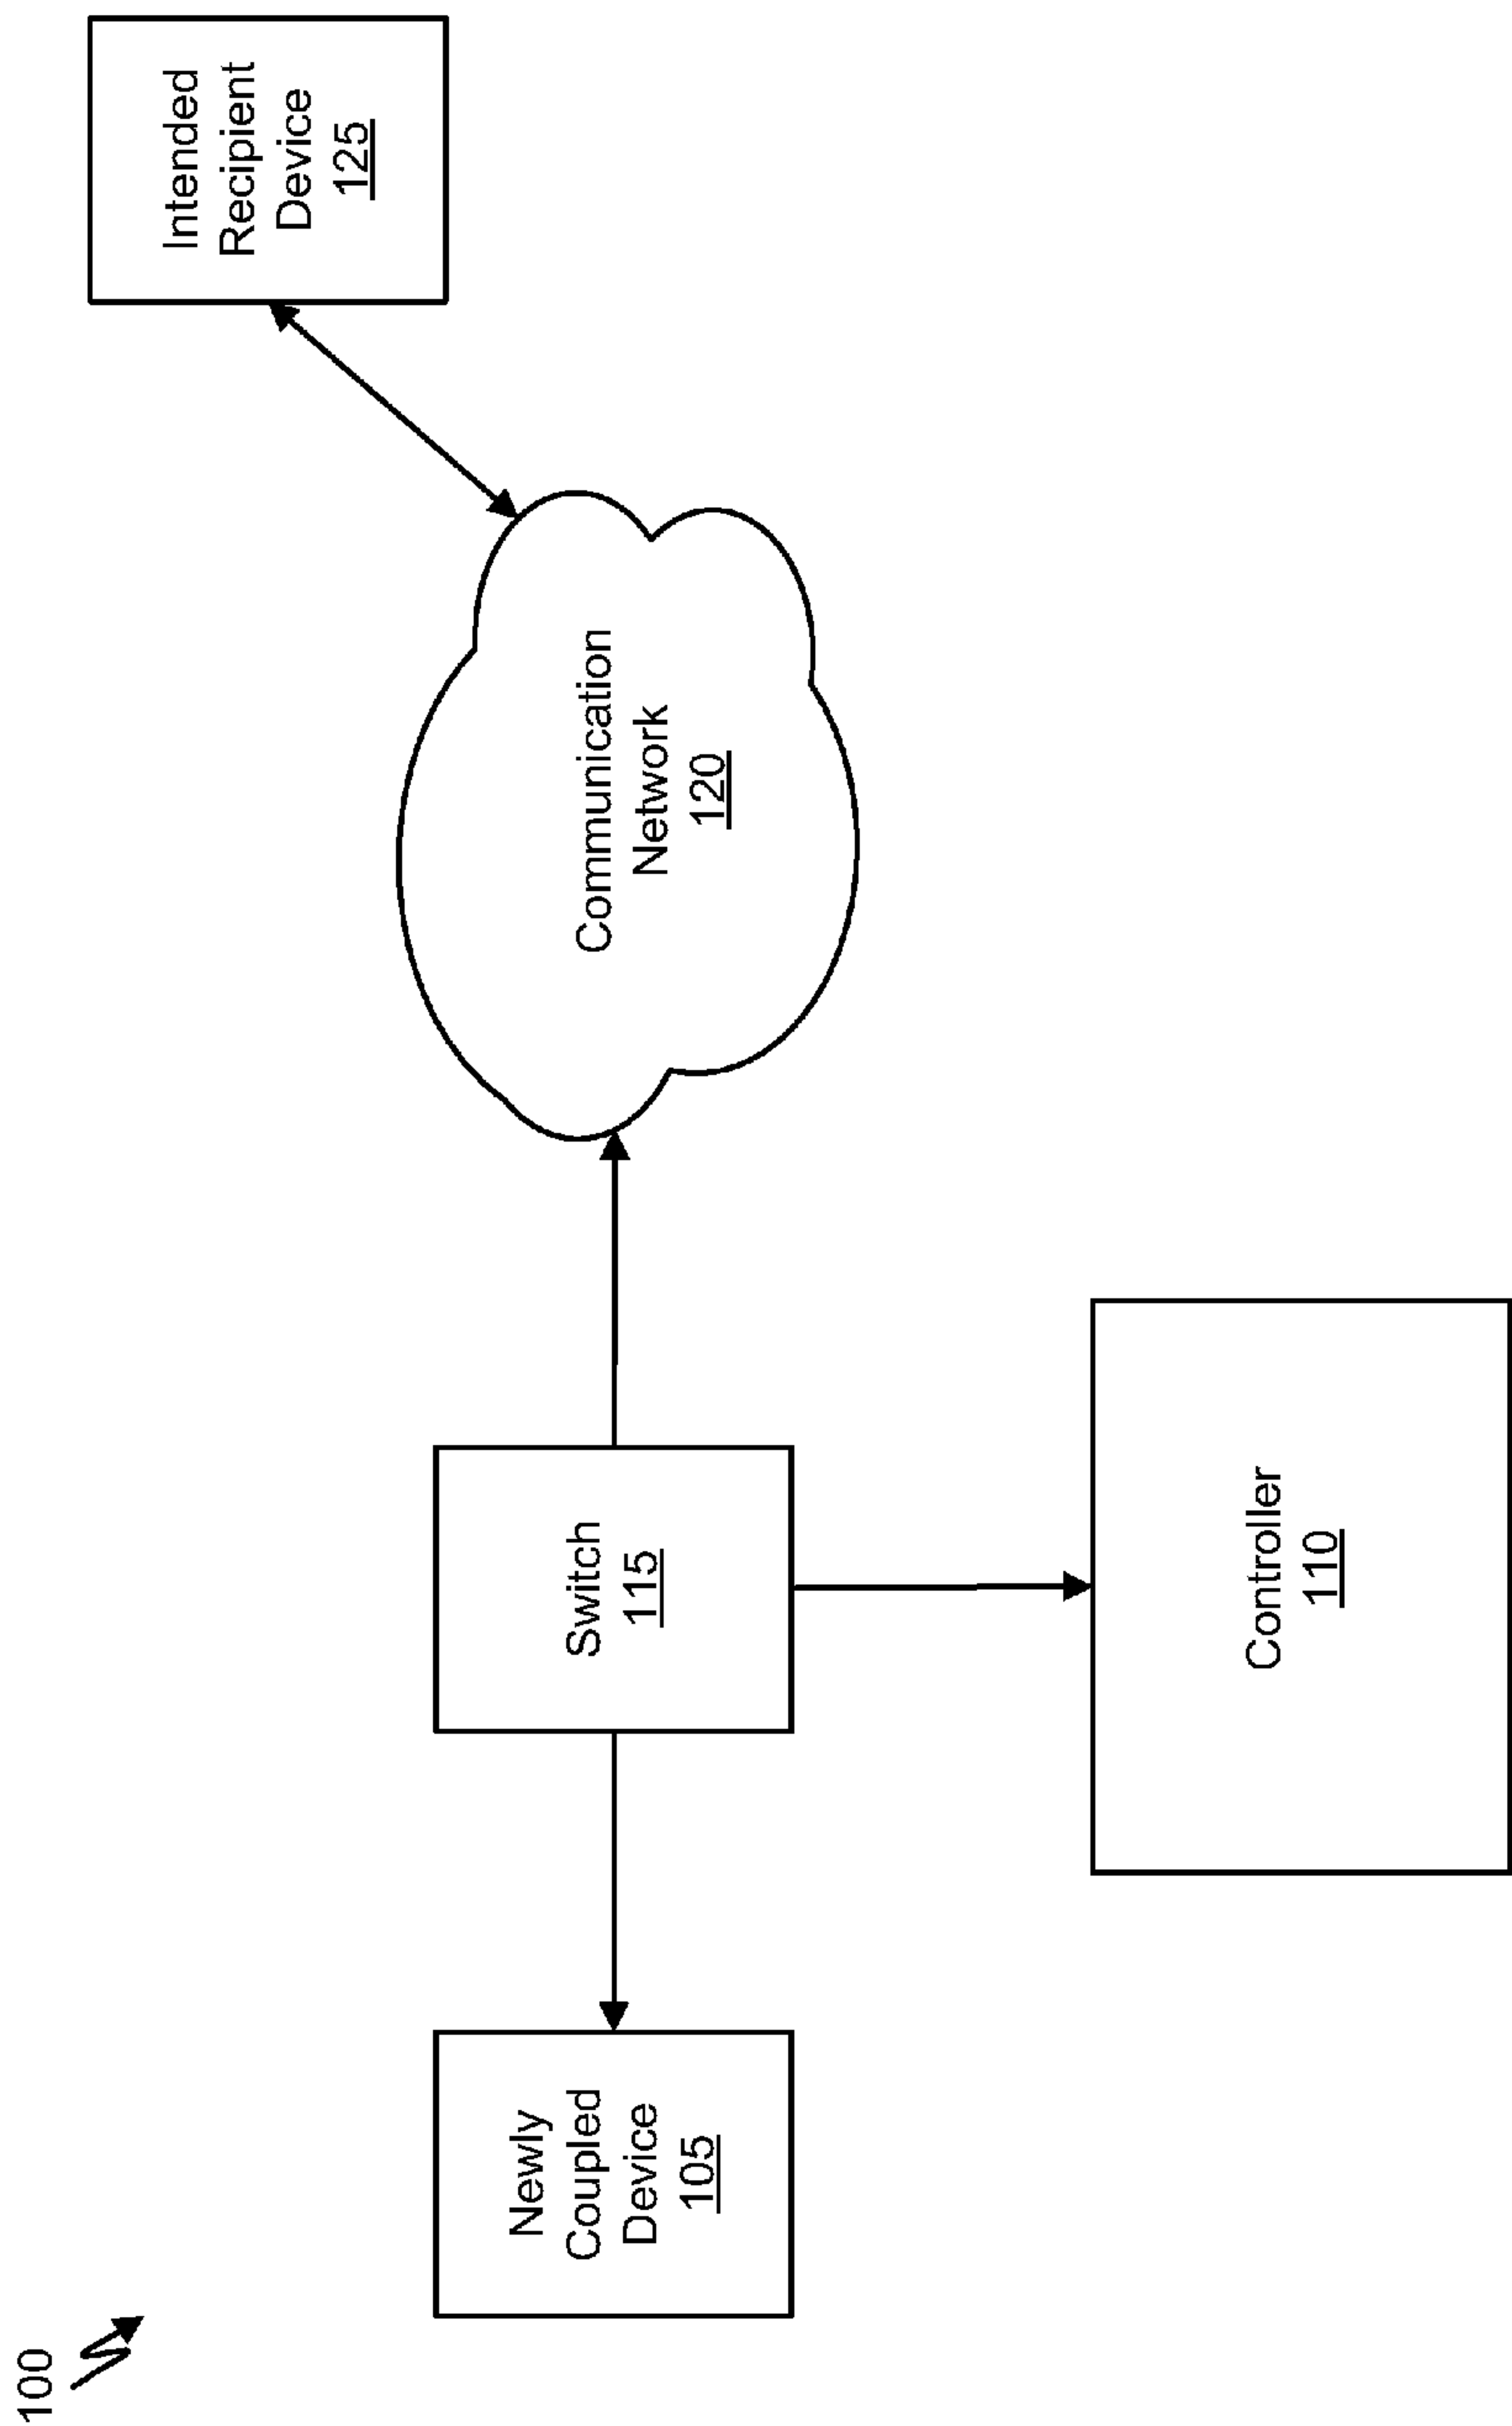 100
Newly
Coupled
Device
105
Switch
115
Controller
110
Communication
Network
120
Intended
Recipient
Device
125